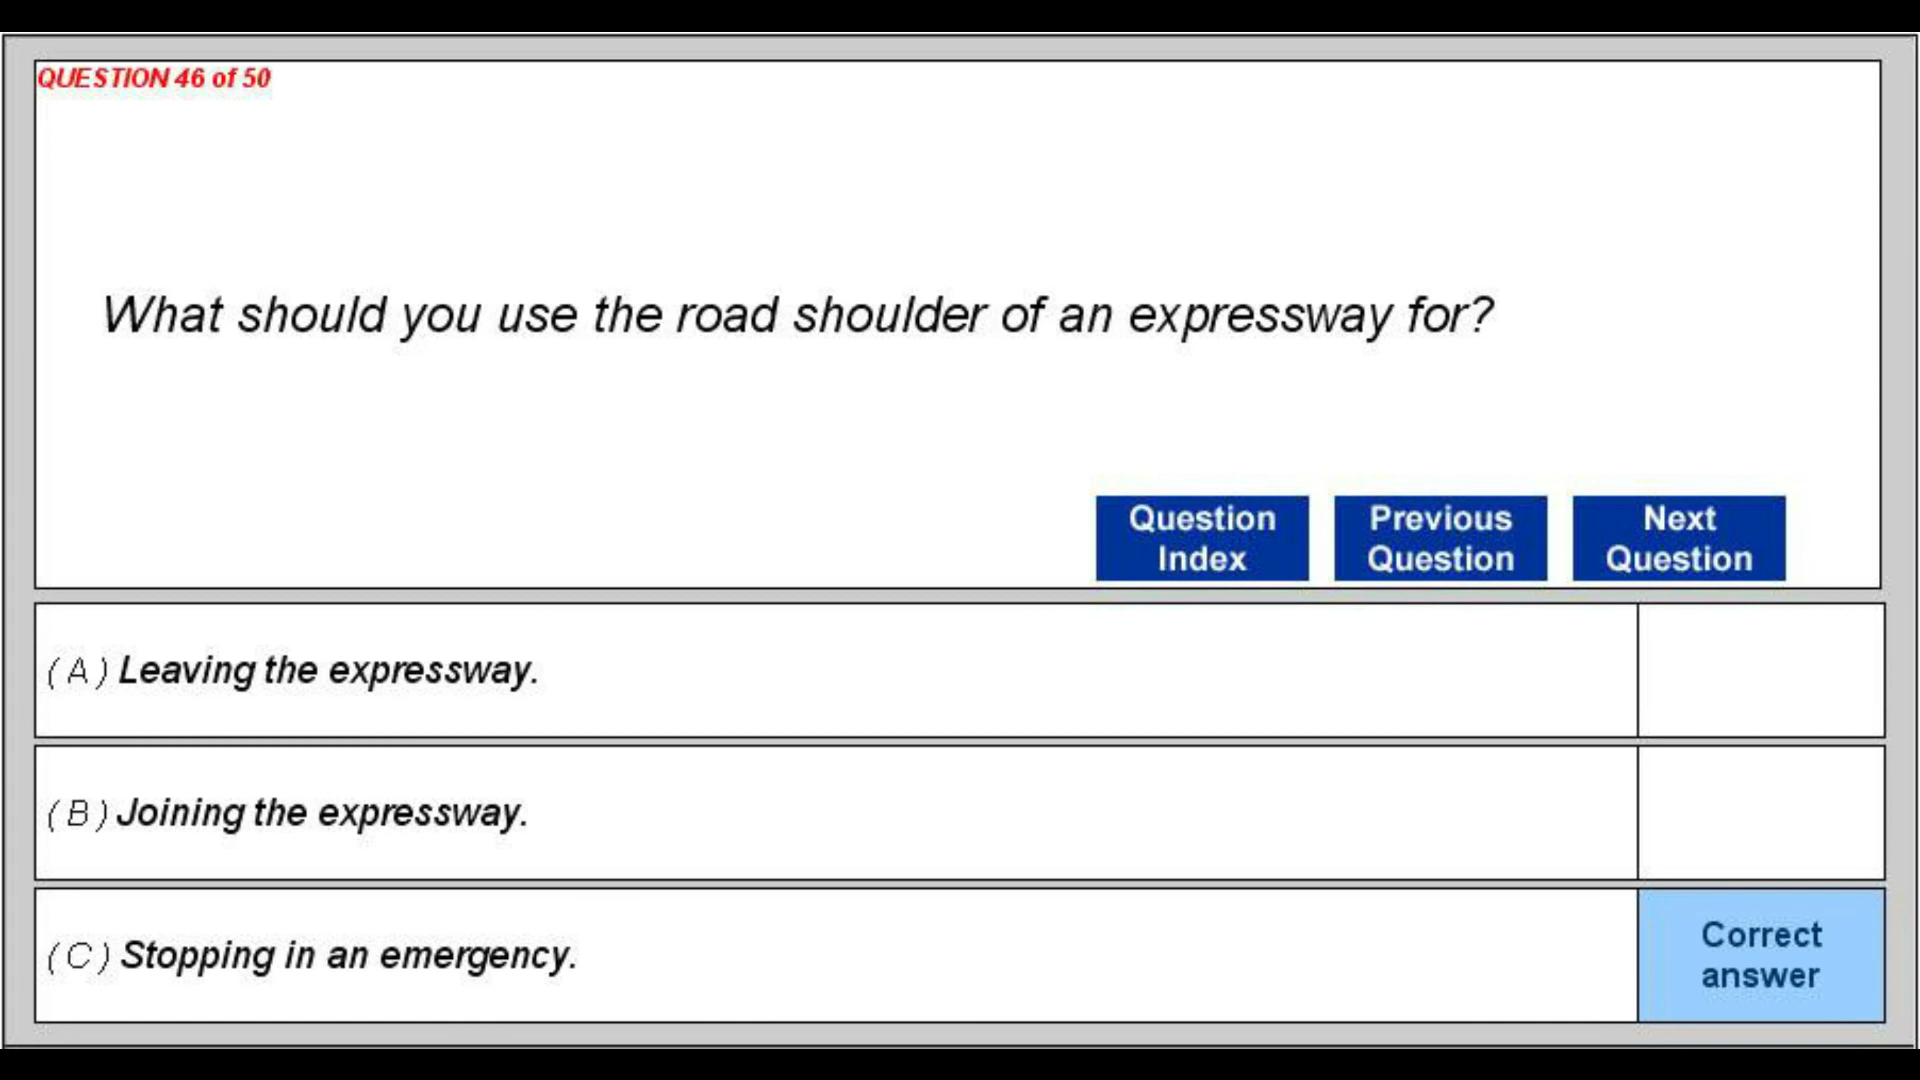 QUESTION 46 of 50
What should you use the road shoulder of an expressway for?
Question
Index
Previous
Question
Next
Question
(A) Leaving the expressway.
(B) Joining the expressway.
(C) Stopping in an emergency.
Correct
answer